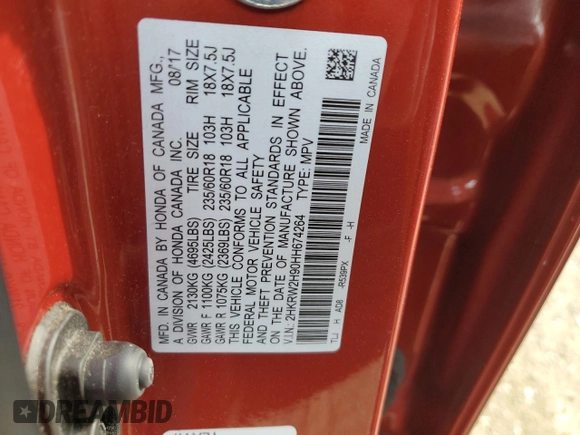 MFD. IN CANADA BY HONDA OF CANADA MFG.,
A DIVISION OF HONDA CANADA INC. 08/17
GVWR 2130KG (4695LBS) TIRE SIZE RIM SIZE
GAWR F 1100KG (2425LBS) 235/60R18 103H 18X7.5J
GAWR R 1075KG (2369LBS) 235/60R18 103H 18X7.5J
THIS VEHICLE CONFORMS TO ALL APPLICABLE
FEDERAL MOTOR VEHICLE SAFETY
AND THEFT PREVENTION STANDARDS IN EFFECT
ON THE DATE OF MANUFACTURE SHOWN ABOVE.
V.I.N.: 2HKRW2H90HH674264 TYPE: MPV
TLJ H AD8 -R539PX -F -H
MADE IN CANADA
DREAMBID